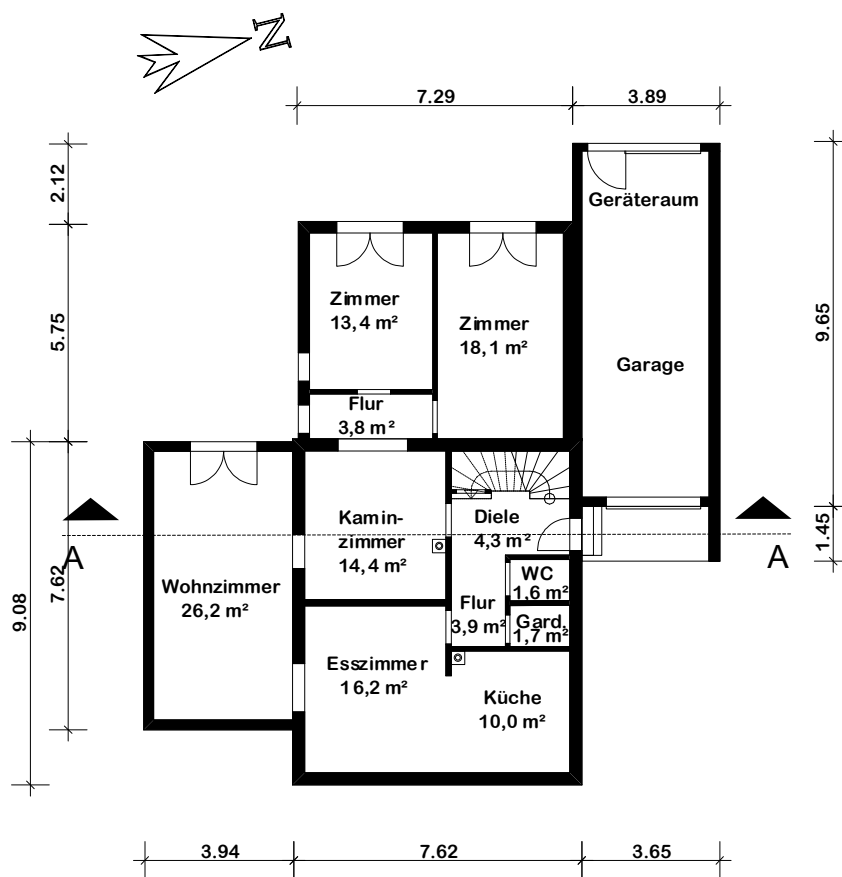 N
7.29
3.89
2.12
5.75
9.65
Geräteraum
Zimmer
13,4 m²
Zimmer
18,1 m²
Garage
Flur
3,8 m²
Kamin-
zimmer
14,4 m²
Diele
4,3 m²
A
A
1.45
7.62
9.08
Wohnzimmer
26,2 m²
WC
1,6 m²
Flur
3,9 m²
Gard.
1,7 m²
Esszimmer
16,2 m²
Küche
10,0 m²
3.94
7.62
3.65